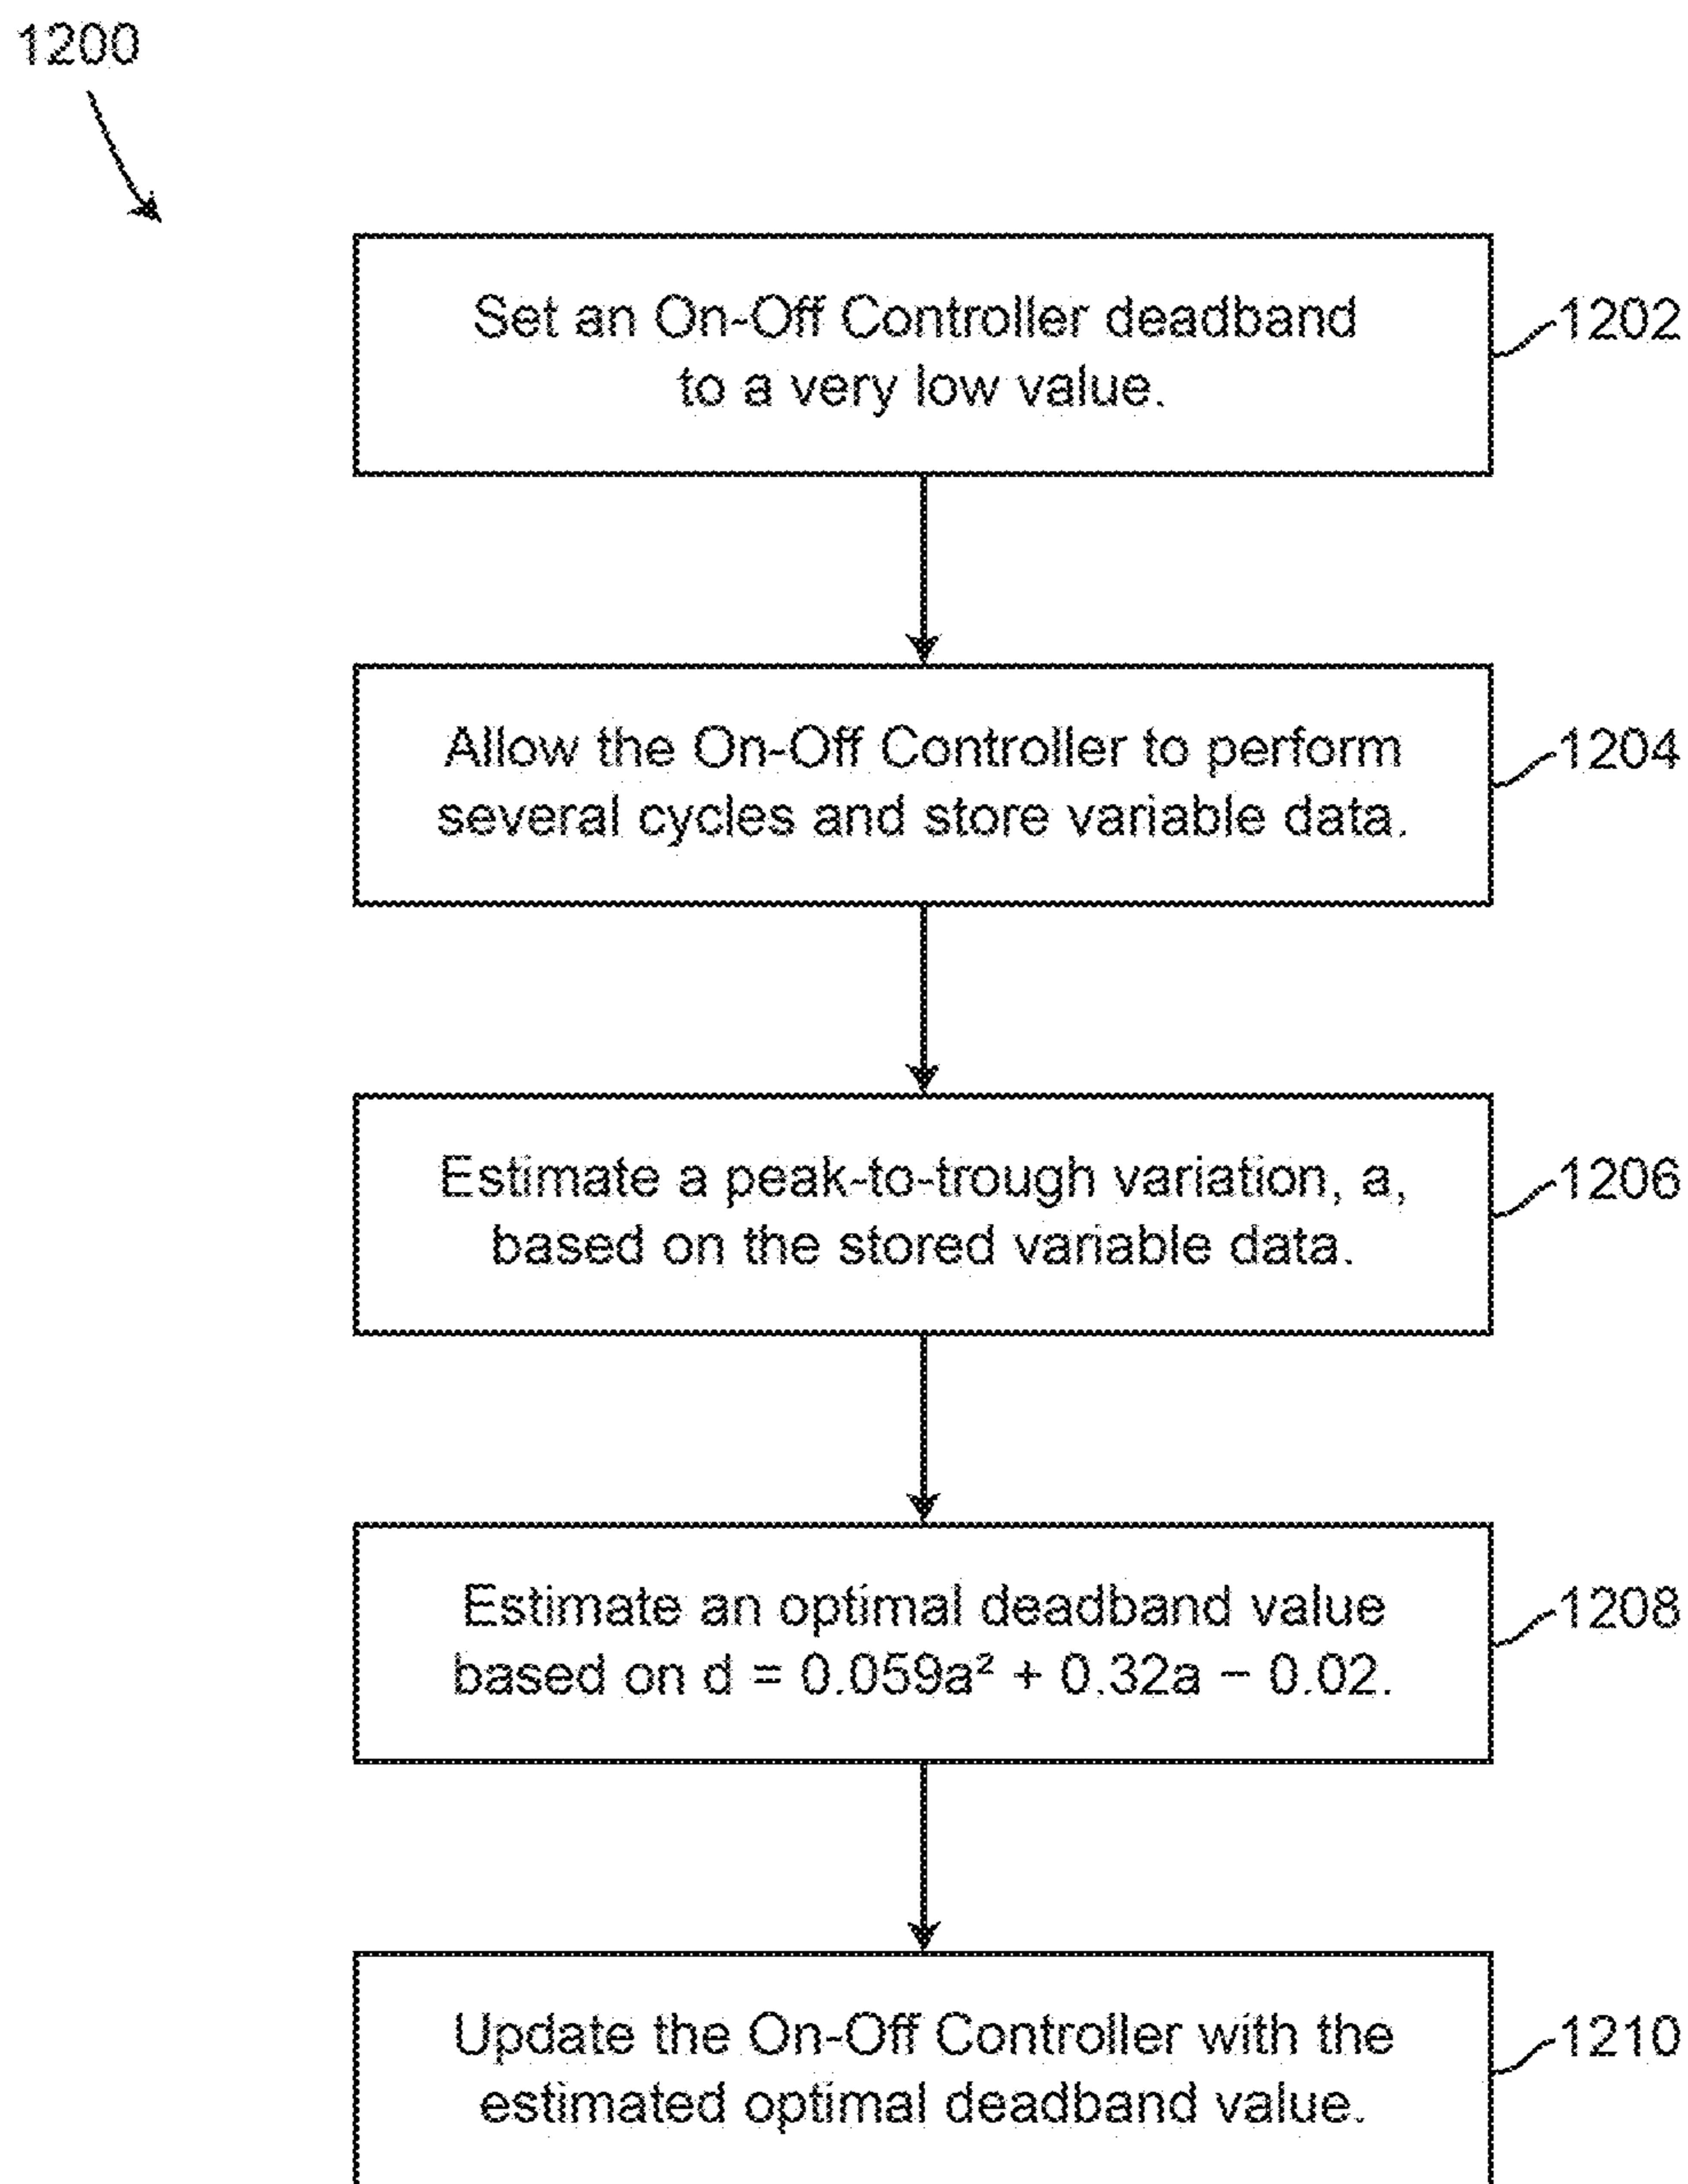 1200
Set an On-Off Controller deadband
to a very low value.
1202
Allow the On-Off Controller to perform
several cycles and store variable data.
1204
Estimate a peak-to-trough variation, a,
based on the stored variable data.
1206
Estimate an optimal deadband value
based on d = 0.059a² + 0.32a − 0.02.
1208
Update the On-Off Controller with the
estimated optimal deadband value.
1210